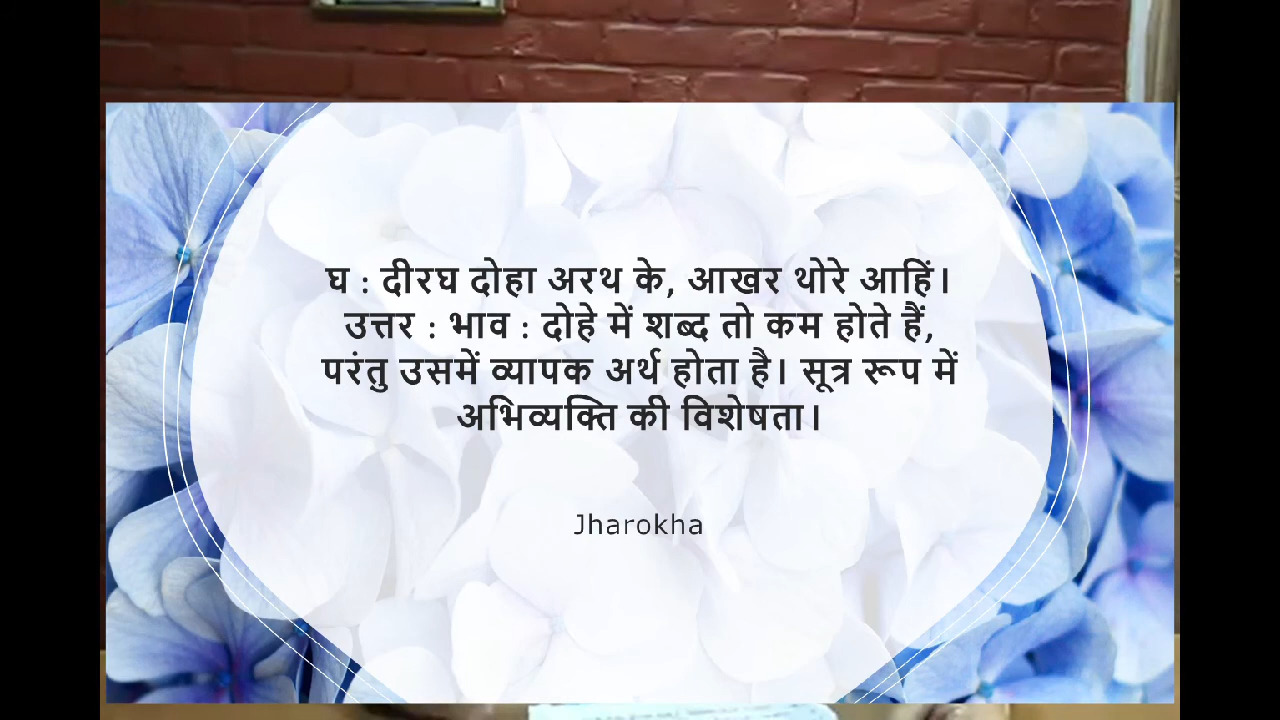 घ : दीरघ दोहा अरथ के, आखर थोरे आहिं।
उत्तर : भाव : दोहे में शब्द तो कम होते हैं,
परंतु उसमें व्यापक अर्थ होता है। सूत्र रूप में
अभिव्यक्ति की विशेषता।
Jharokha